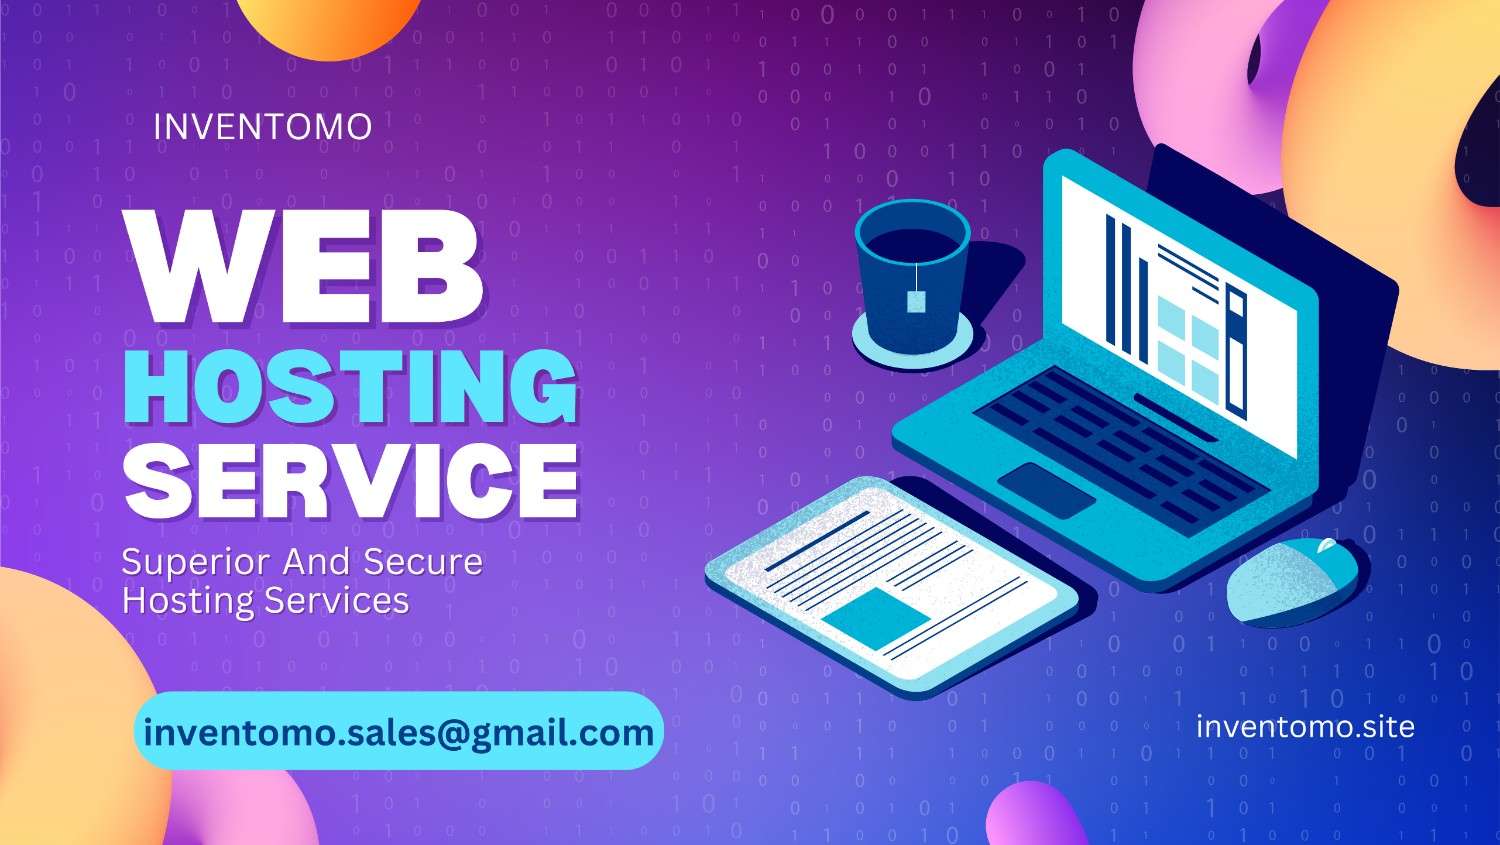 INVENTOMO
WEB
HOSTING
SERVICE
Superior And Secure
Hosting Services
inventomo.sales@gmail.com
inventomo.site